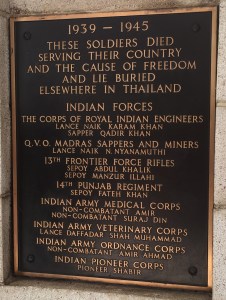 1939 – 1945
THESE SOLDIERS DIED
SERVING THEIR COUNTRY
AND THE CAUSE OF FREEDOM
AND LIE BURIED
ELSEWHERE IN THAILAND
INDIAN FORCES
THE CORPS OF ROYAL INDIAN ENGINEERS
LANCE NAIK KARAM KHAN
SAPPER QADIR KHAN
Q.V.O. MADRAS SAPPERS AND MINERS
LANCE NAIK N. NYANAMUTHI
13TH FRONTIER FORCE RIFLES
SEPOY ABDUL KHALIK
SEPOY MANZUR ILLAHI
14TH PUNJAB REGIMENT
SEPOY FATEH KHAN
INDIAN ARMY MEDICAL CORPS
NON-COMBATANT AMIR
NON-COMBATANT SURAJ DIN
INDIAN ARMY VETERINARY CORPS
LANCE DAFFADAR SHAH MUHAMMAD
INDIAN ARMY ORDNANCE CORPS
NON-COMBATANT AMIR AHMAD
INDIAN PIONEER CORPS
PIONEER SHABIR